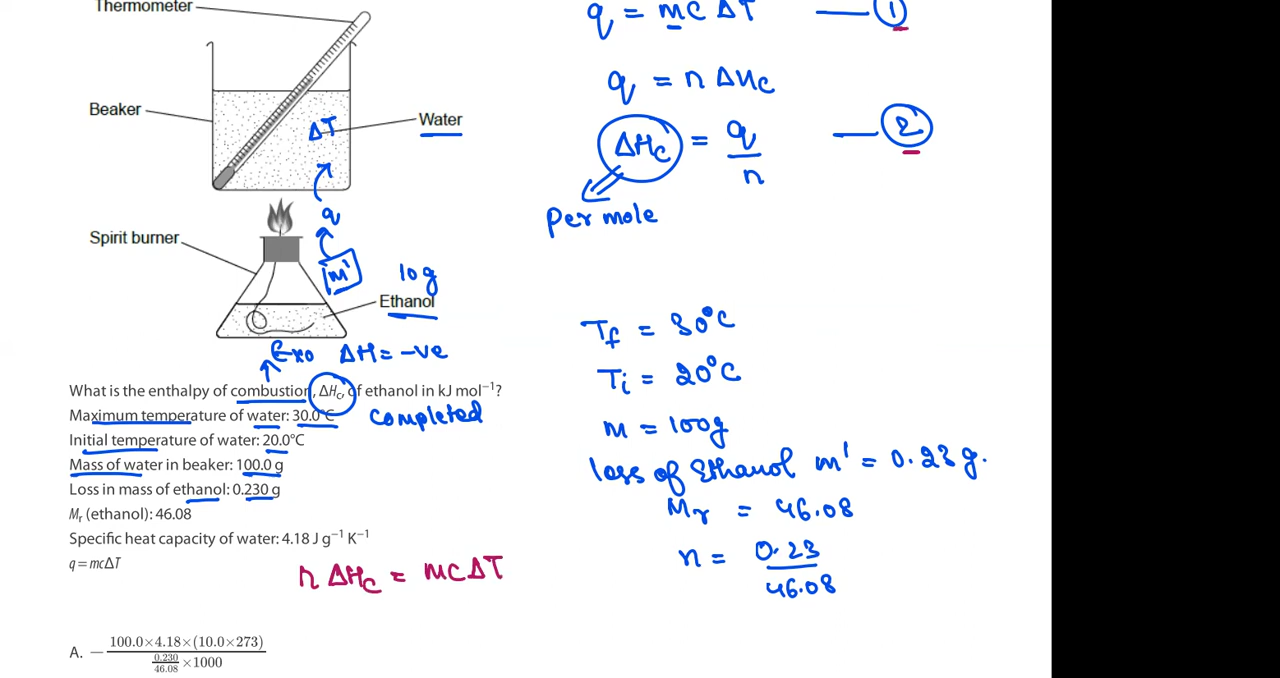 Thermometer
q = mc ΔT — ①
q = n ΔHc
Beaker
ΔT
Water
ΔHc = q/n — ②
Per mole
q
Spirit burner
m'
10g
Ethanol
Exo ΔH = -ve
Tf = 30°C
Ti = 20°C
What is the enthalpy of combustion, ΔHc, of ethanol in kJ mol⁻¹?
Maximum temperature of water: 30.0°C
completed
Initial temperature of water: 20.0°C
m = 100g
Mass of water in beaker: 100.0 g
loss of Ethanol m' = 0.23 g.
Loss in mass of ethanol: 0.230 g
Mr (ethanol): 46.08
Mr = 46.08
Specific heat capacity of water: 4.18 J g⁻¹ K⁻¹
n = 0.23/46.08
q = mcΔT
n ΔHc = mcΔT
A. − 100.0×4.18×(10.0×273) / (0.230/46.08 ×1000)